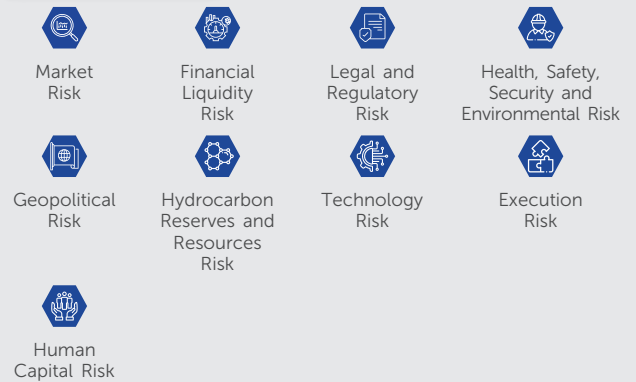 Market
Risk
Financial
Liquidity
Risk
Legal and
Regulatory
Risk
Health, Safety,
Security and
Environmental Risk
Geopolitical
Risk
Hydrocarbon
Reserves and
Resources
Risk
Technology
Risk
Execution
Risk
Human
Capital Risk